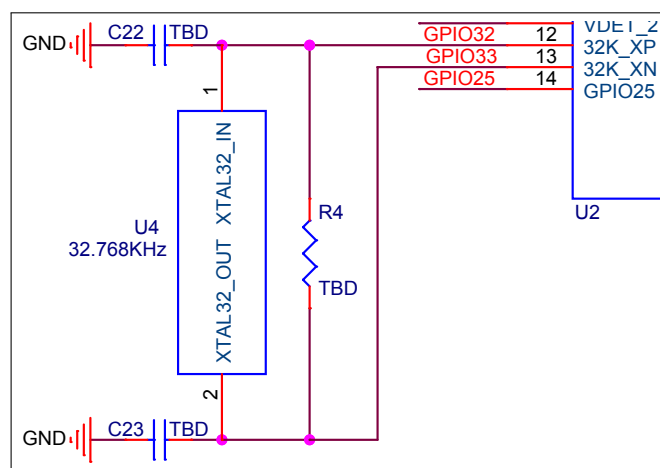 VDET_2
GND C22 TBD GPIO32 12 32K_XP
GPIO33 13 32K_XN
GPIO25 14 GPIO25
1
XTAL32_IN
U4
32.768KHz
XTAL32_OUT
R4
TBD
U2
2
GND C23 TBD